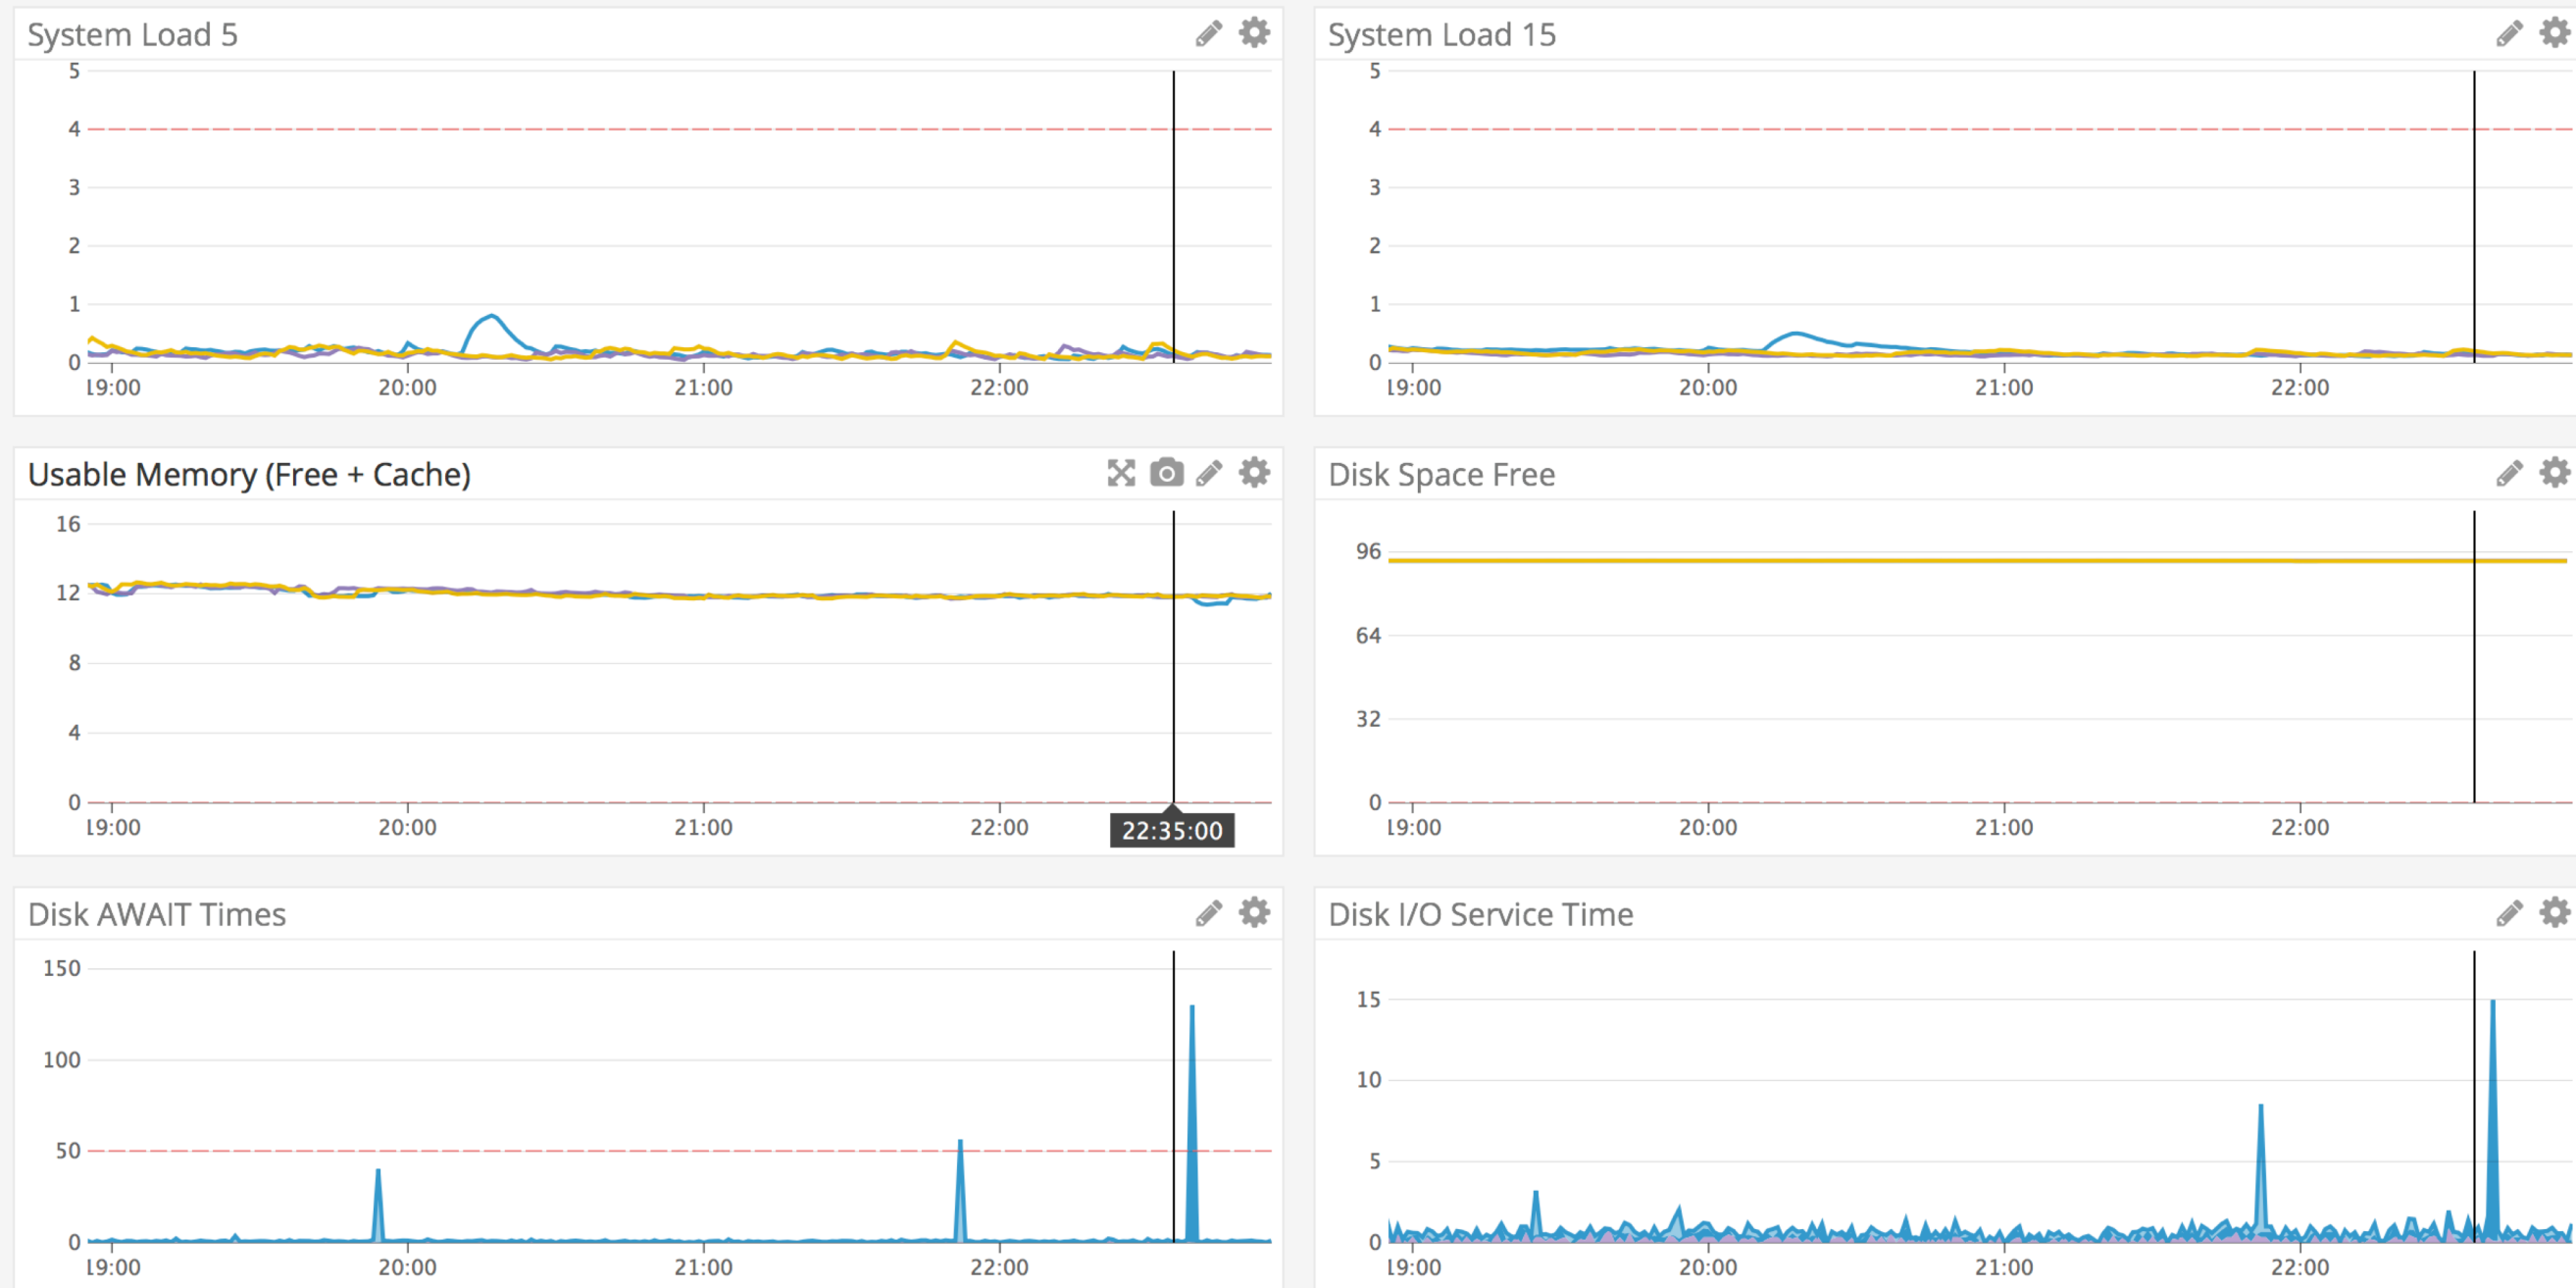 System Load 5
5
4
3
2
1
0
19:00 20:00 21:00 22:00
System Load 15
5
4
3
2
1
0
19:00 20:00 21:00 22:00
Usable Memory (Free + Cache)
16
12
8
4
0
19:00 20:00 21:00 22:00 22:35:00
Disk Space Free
96
64
32
0
19:00 20:00 21:00 22:00
Disk AWAIT Times
150
100
50
0
19:00 20:00 21:00 22:00
Disk I/O Service Time
15
10
5
0
19:00 20:00 21:00 22:00